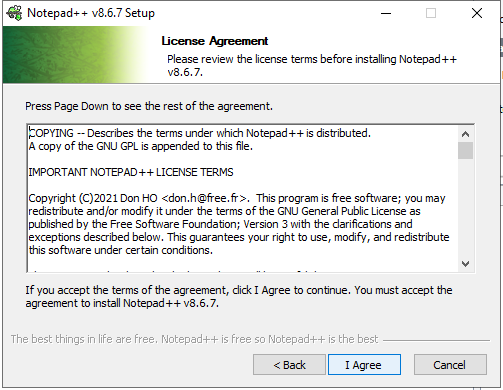 Notepad++ v8.6.7 Setup
License Agreement
Please review the license terms before installing Notepad++
v8.6.7.
Press Page Down to see the rest of the agreement.
COPYING -- Describes the terms under which Notepad++ is distributed.
A copy of the GNU GPL is appended to this file.
IMPORTANT NOTEPAD++ LICENSE TERMS
Copyright (C)2021 Don HO <don.h@free.fr>. This program is free software; you may
redistribute and/or modify it under the terms of the GNU General Public License as
published by the Free Software Foundation; Version 3 with the clarifications and
exceptions described below. This guarantees your right to use, modify, and redistribute
this software under certain conditions.
If you accept the terms of the agreement, click I Agree to continue. You must accept the
agreement to install Notepad++ v8.6.7.
The best things in life are free. Notepad++ is free so Notepad++ is the best
< Back
I Agree
Cancel